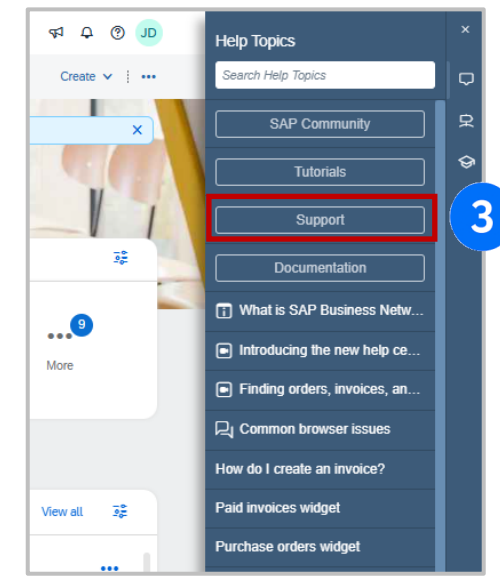 JD
Create
9
More
View all
Help Topics
Search Help Topics
SAP Community
Tutorials
Support
3
Documentation
What is SAP Business Netw...
Introducing the new help ce...
Finding orders, invoices, an...
Common browser issues
How do I create an invoice?
Paid invoices widget
Purchase orders widget